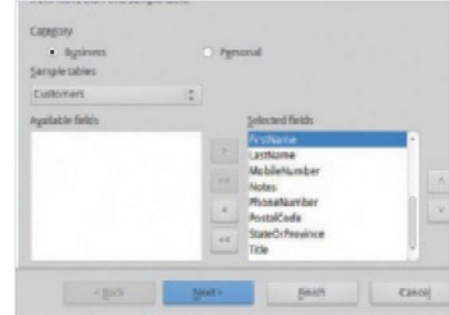 Category
Business
Personal
Sample tables
Customers
Available fields
Selected fields
FirstName
LastName
MobileNumber
Notes
PhoneNumber
PostalCode
StateOrProvince
Title
>
>>
<
<<
< Back
Next >
Finish
Cancel